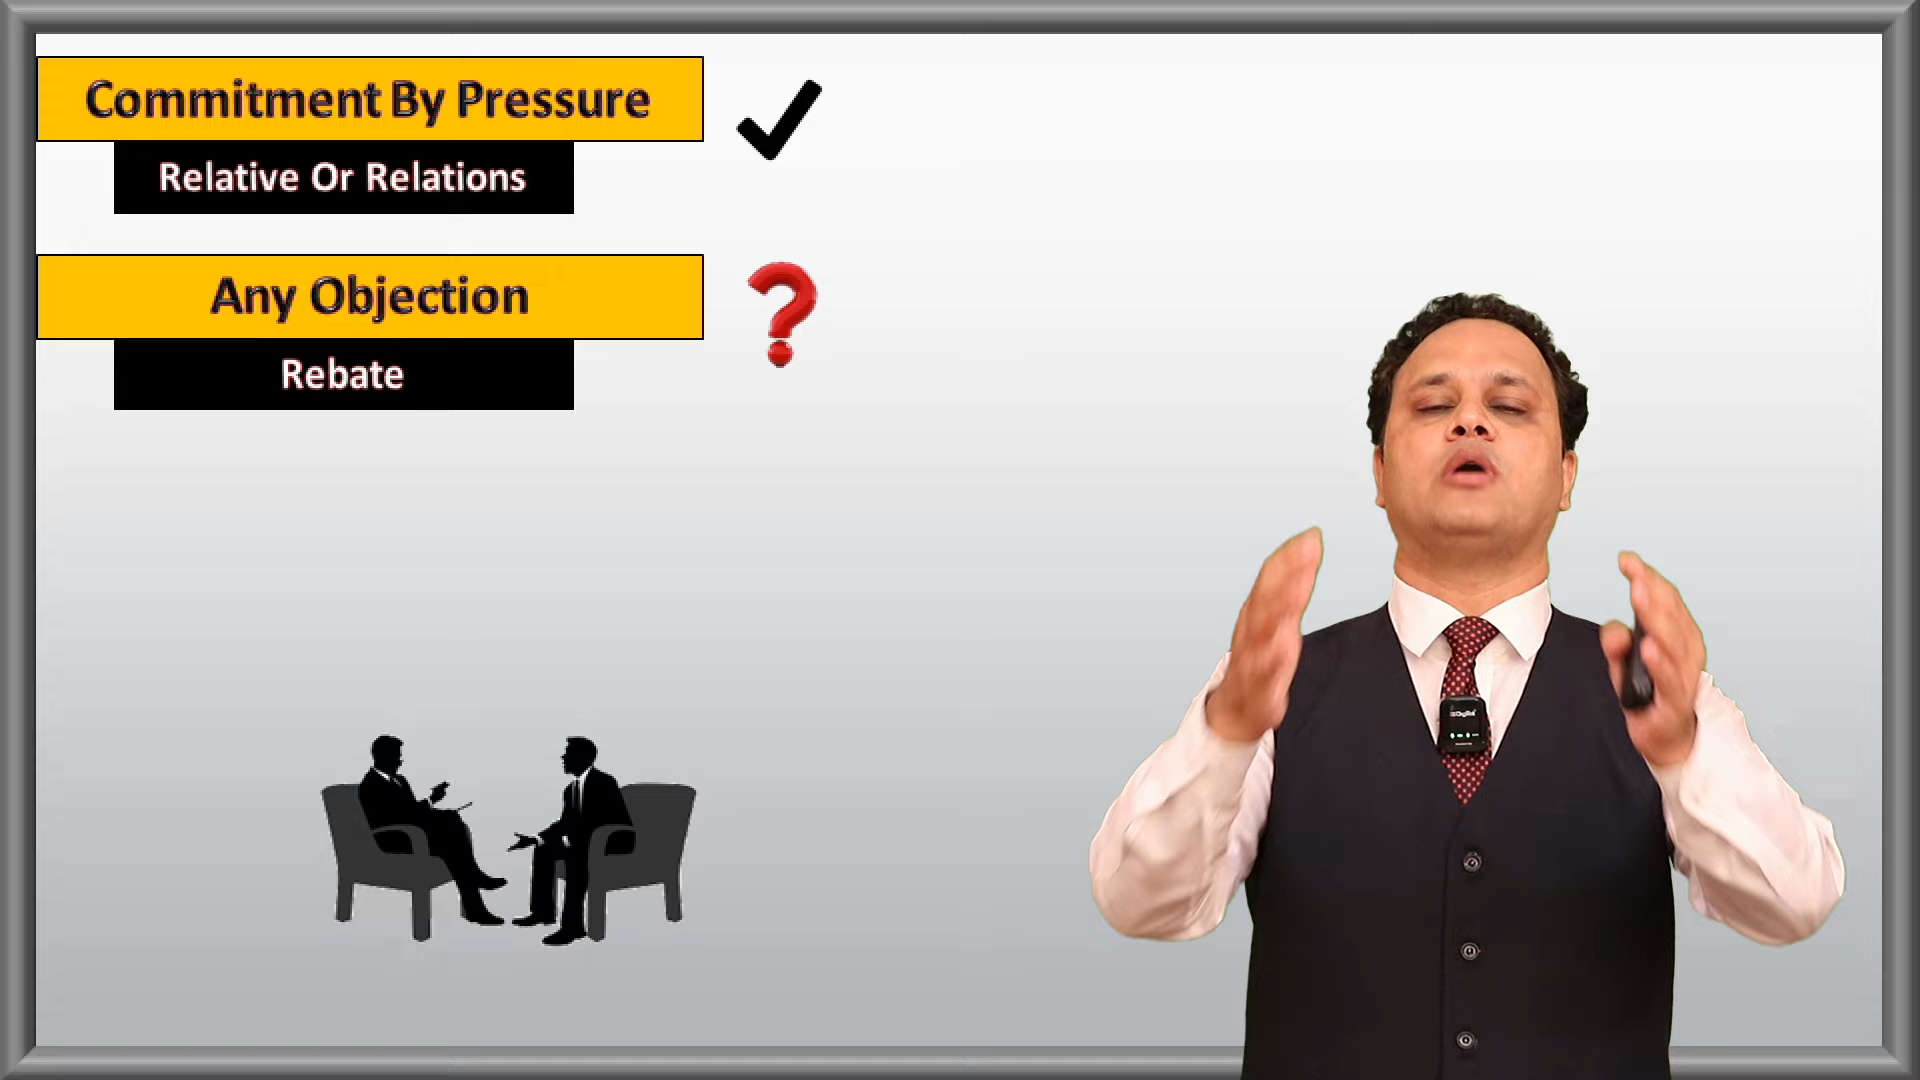 Commitment By Pressure
Relative Or Relations
Any Objection
Rebate